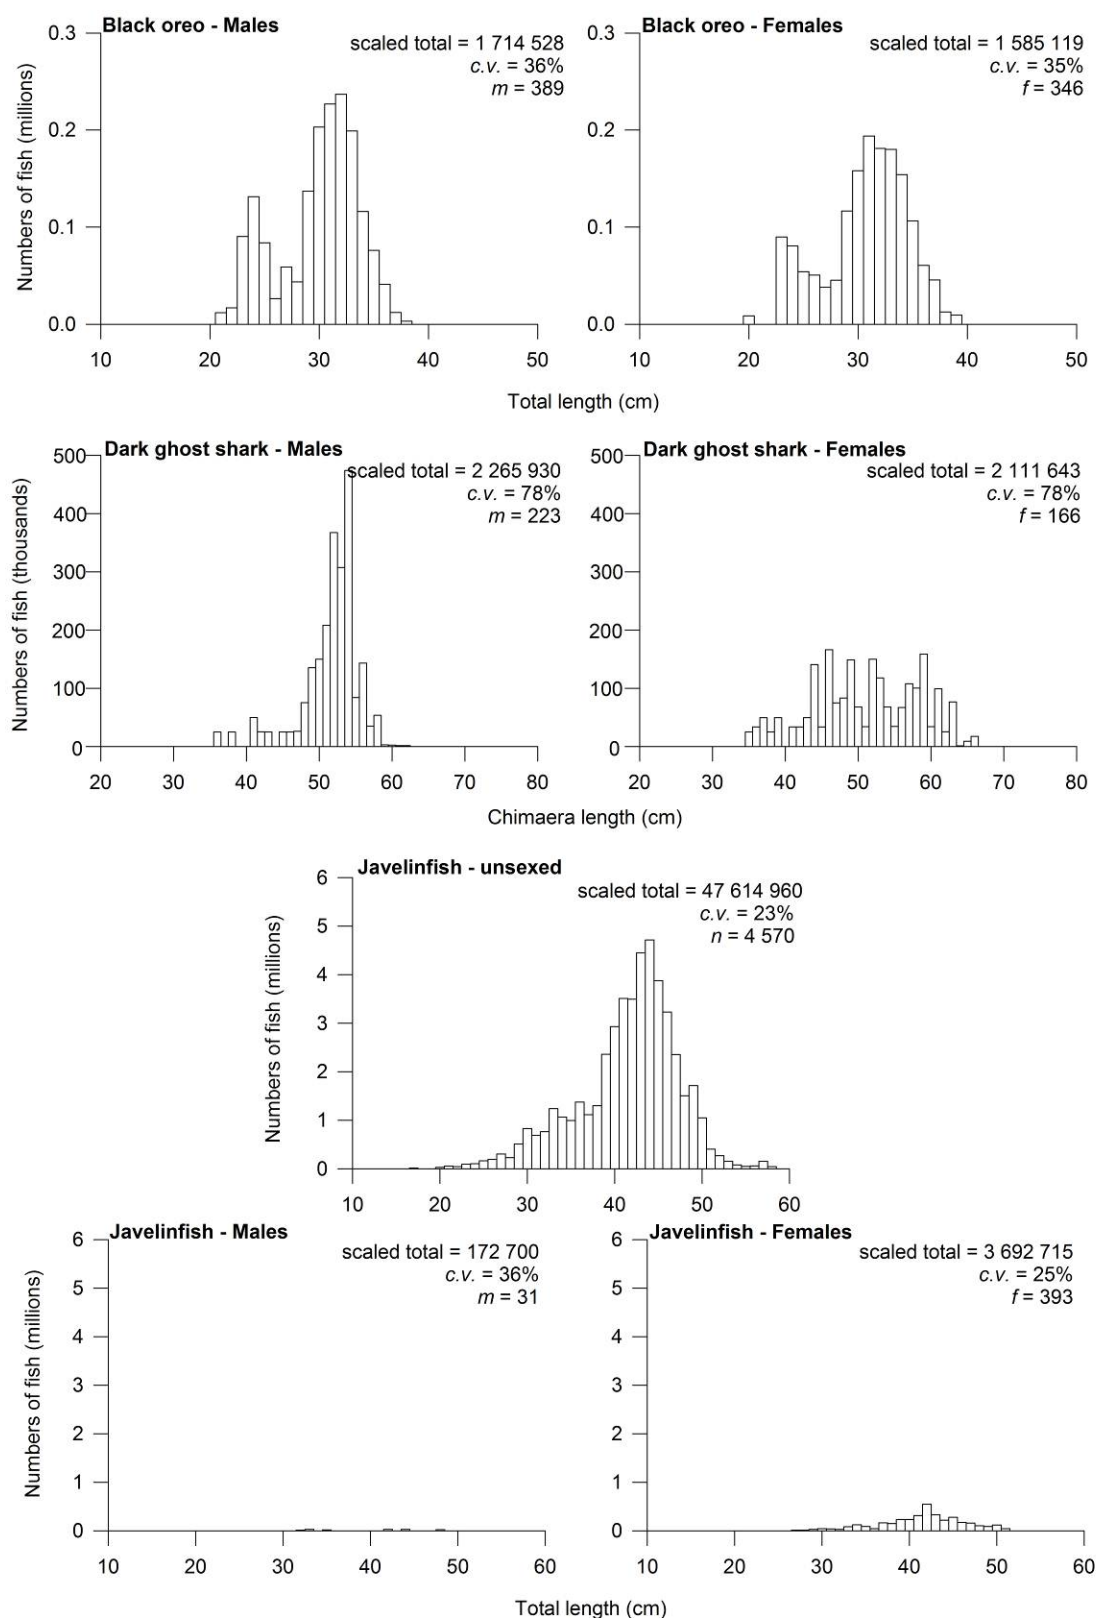 Black oreo - Males
scaled total = 1 714 528
c.v. = 36%
m = 389
0.3
0.2
0.1
0.0
10 20 30 40 50
Black oreo - Females
scaled total = 1 585 119
c.v. = 35%
f = 346
0.3
0.2
0.1
0.0
10 20 30 40 50
Numbers of fish (millions)
Total length (cm)
Dark ghost shark - Males
scaled total = 2 265 930
c.v. = 78%
m = 223
500
400
300
200
100
0
20 30 40 50 60 70 80
Dark ghost shark - Females
scaled total = 2 111 643
c.v. = 78%
f = 166
500
400
300
200
100
0
20 30 40 50 60 70 80
Numbers of fish (thousands)
Chimaera length (cm)
Javelinfish - unsexed
scaled total = 47 614 960
c.v. = 23%
n = 4 570
6
5
4
3
2
1
0
10 20 30 40 50 60
Numbers of fish (millions)
Javelinfish - Males
scaled total = 172 700
c.v. = 36%
m = 31
6
5
4
3
2
1
0
10 20 30 40 50 60
Javelinfish - Females
scaled total = 3 692 715
c.v. = 25%
f = 393
6
5
4
3
2
1
0
10 20 30 40 50 60
Numbers of fish (millions)
Total length (cm)